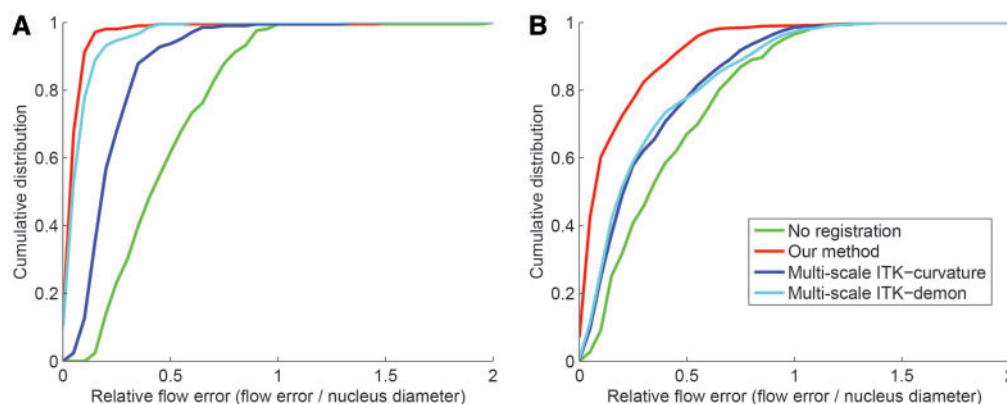 A
1
0.8
0.6
0.4
0.2
0
Cumulative distribution
0 0.5 1 1.5 2
Relative flow error (flow error / nucleus diameter)
B
1
0.8
0.6
0.4
0.2
0
Cumulative distribution
No registration
Our method
Multi-scale ITK-curvature
Multi-scale ITK-demon
0 0.5 1 1.5 2
Relative flow error (flow error / nucleus diameter)